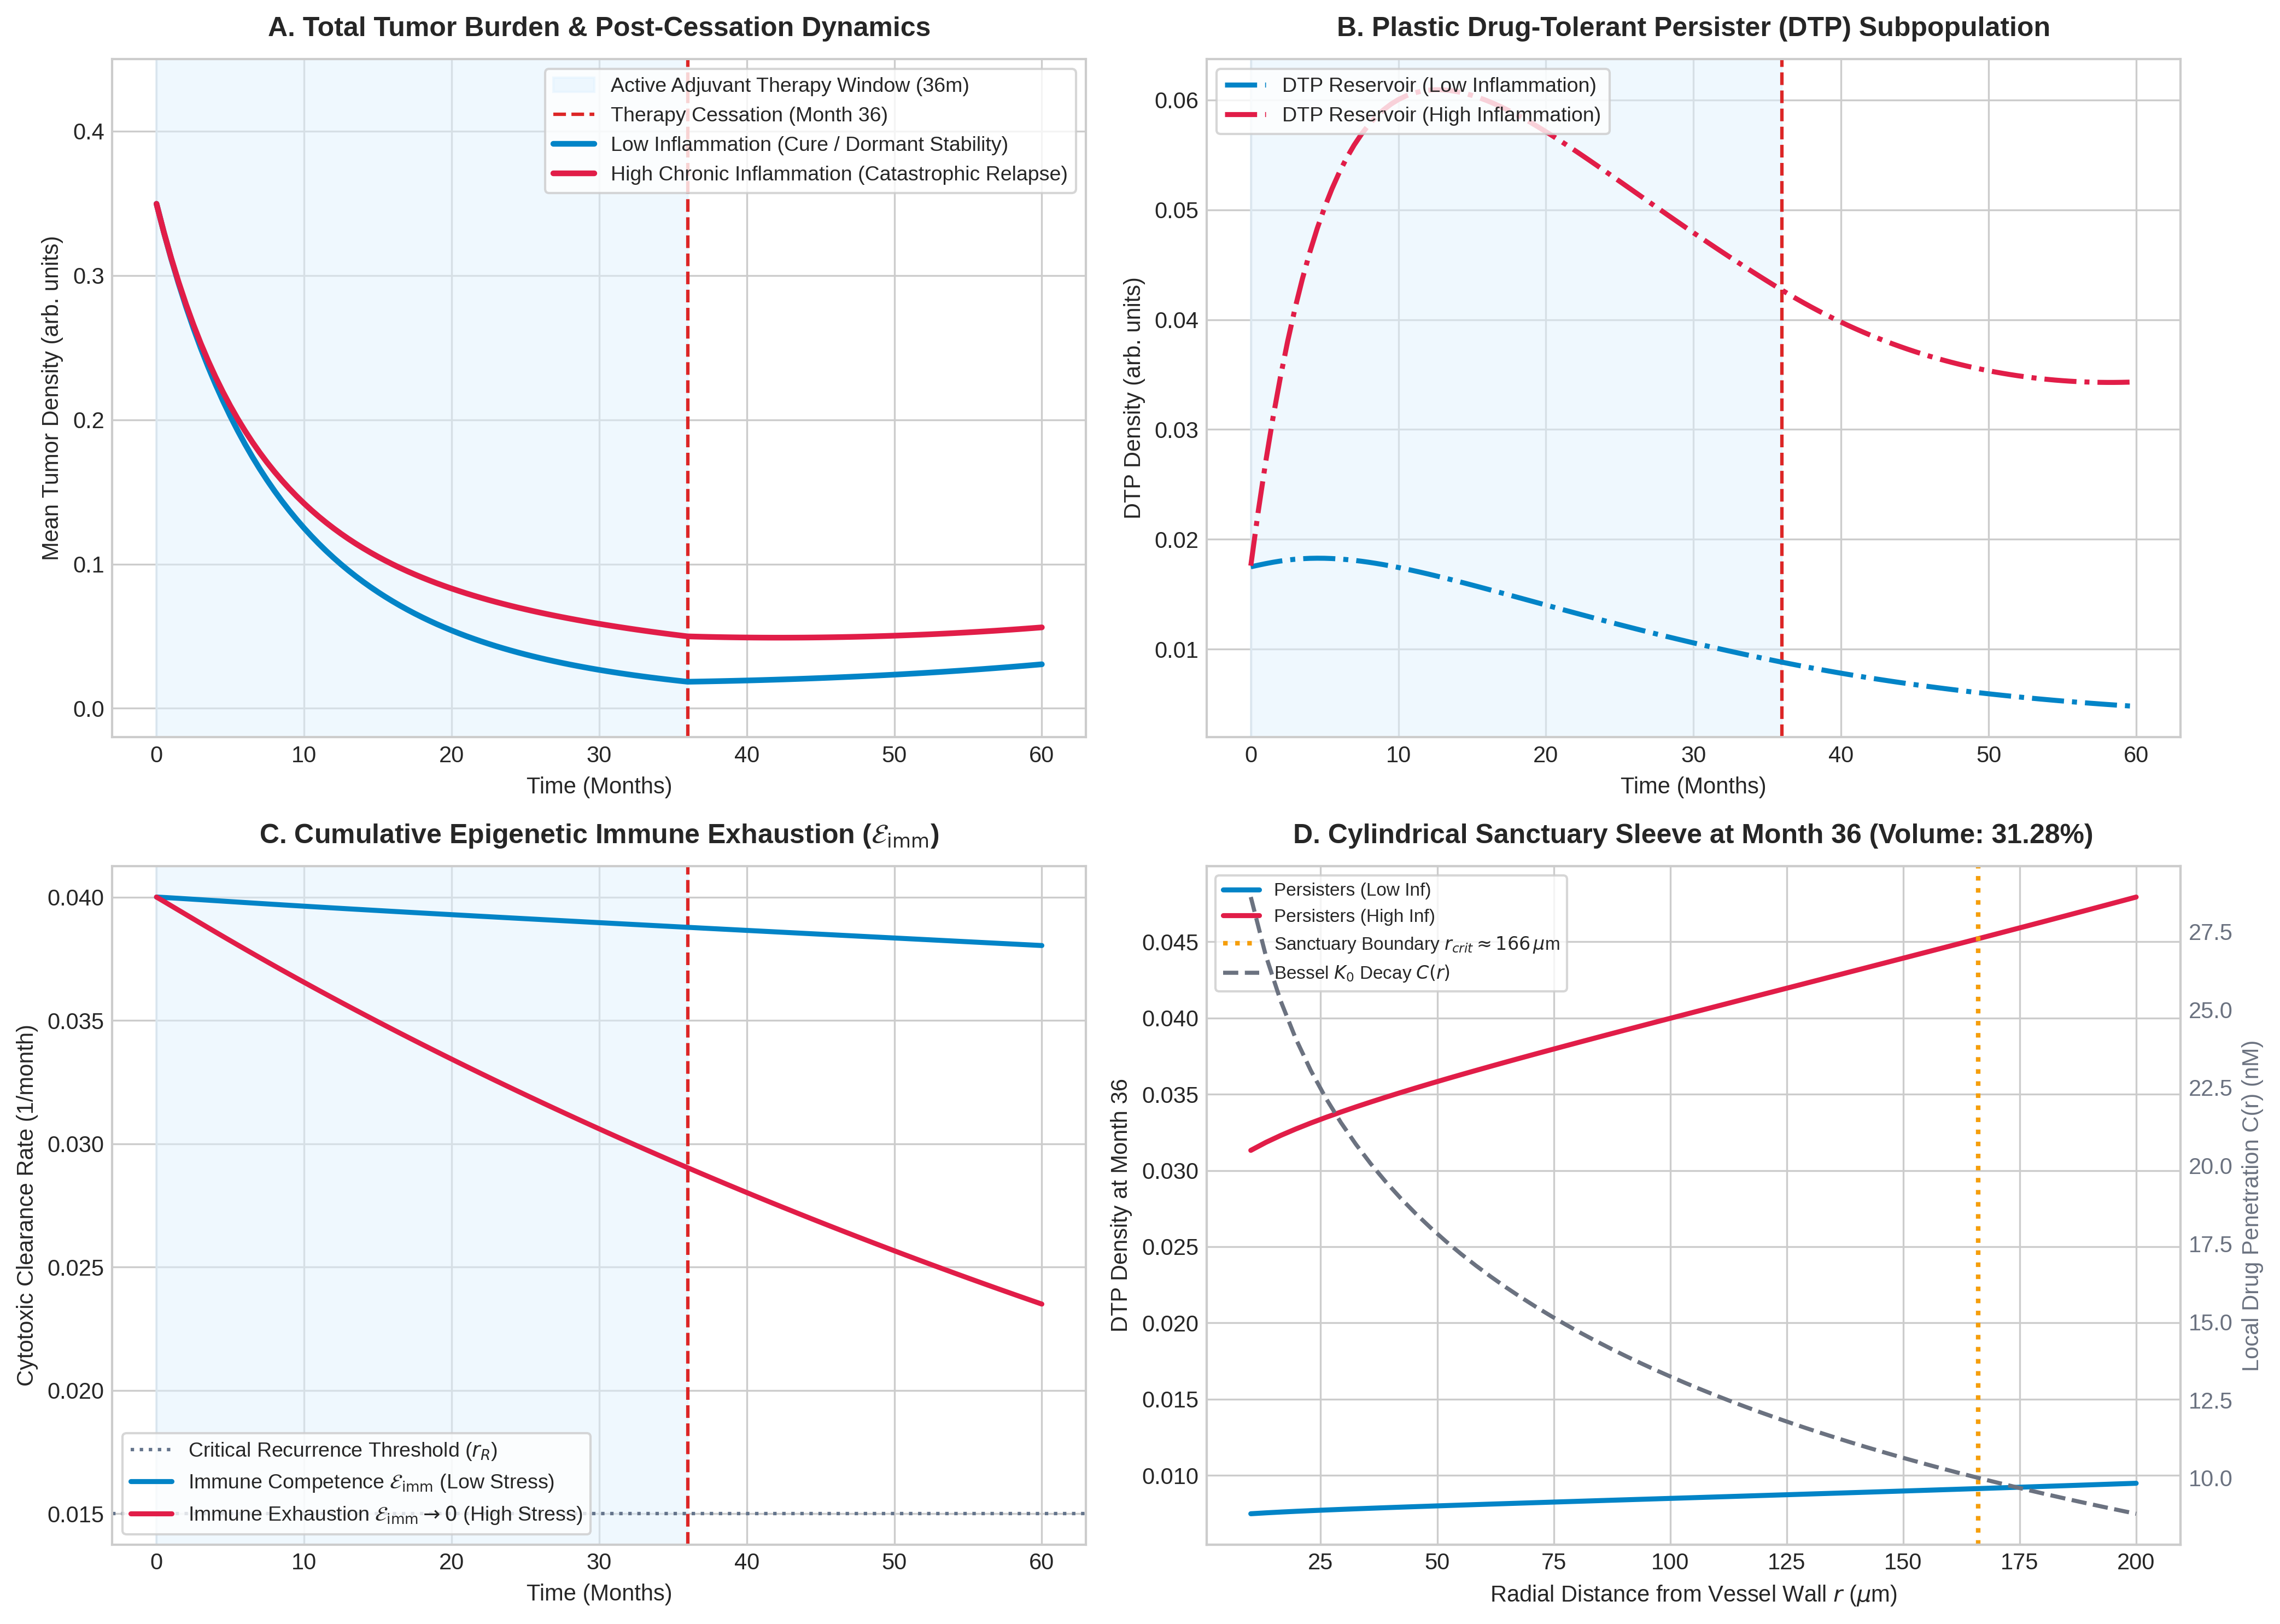 A. Total Tumor Burden & Post-Cessation Dynamics
Active Adjuvant Therapy Window (36m)
Therapy Cessation (Month 36)
Low Inflammation (Cure / Dormant Stability)
High Chronic Inflammation (Catastrophic Relapse)
Mean Tumor Density (arb. units)
0.4
0.3
0.2
0.1
0.0
0 10 20 30 40 50 60
Time (Months)
B. Plastic Drug-Tolerant Persister (DTP) Subpopulation
DTP Reservoir (Low Inflammation)
DTP Reservoir (High Inflammation)
DTP Density (arb. units)
0.06
0.05
0.04
0.03
0.02
0.01
0 10 20 30 40 50 60
Time (Months)
C. Cumulative Epigenetic Immune Exhaustion (ℰimm)
Cytotoxic Clearance Rate (1/month)
0.040
0.035
0.030
0.025
0.020
0.015
Critical Recurrence Threshold (rR)
Immune Competence ℰimm (Low Stress)
Immune Exhaustion ℰimm → 0 (High Stress)
0 10 20 30 40 50 60
Time (Months)
D. Cylindrical Sanctuary Sleeve at Month 36 (Volume: 31.28%)
Persisters (Low Inf)
Persisters (High Inf)
Sanctuary Boundary rcrit ≈ 166 μm
Bessel K0 Decay C(r)
DTP Density at Month 36
0.045
0.040
0.035
0.030
0.025
0.020
0.015
0.010
27.5
25.0
22.5
20.0
17.5
15.0
12.5
10.0
Local Drug Penetration C(r) (nM)
25 50 75 100 125 150 175 200
Radial Distance from Vessel Wall r (μm)